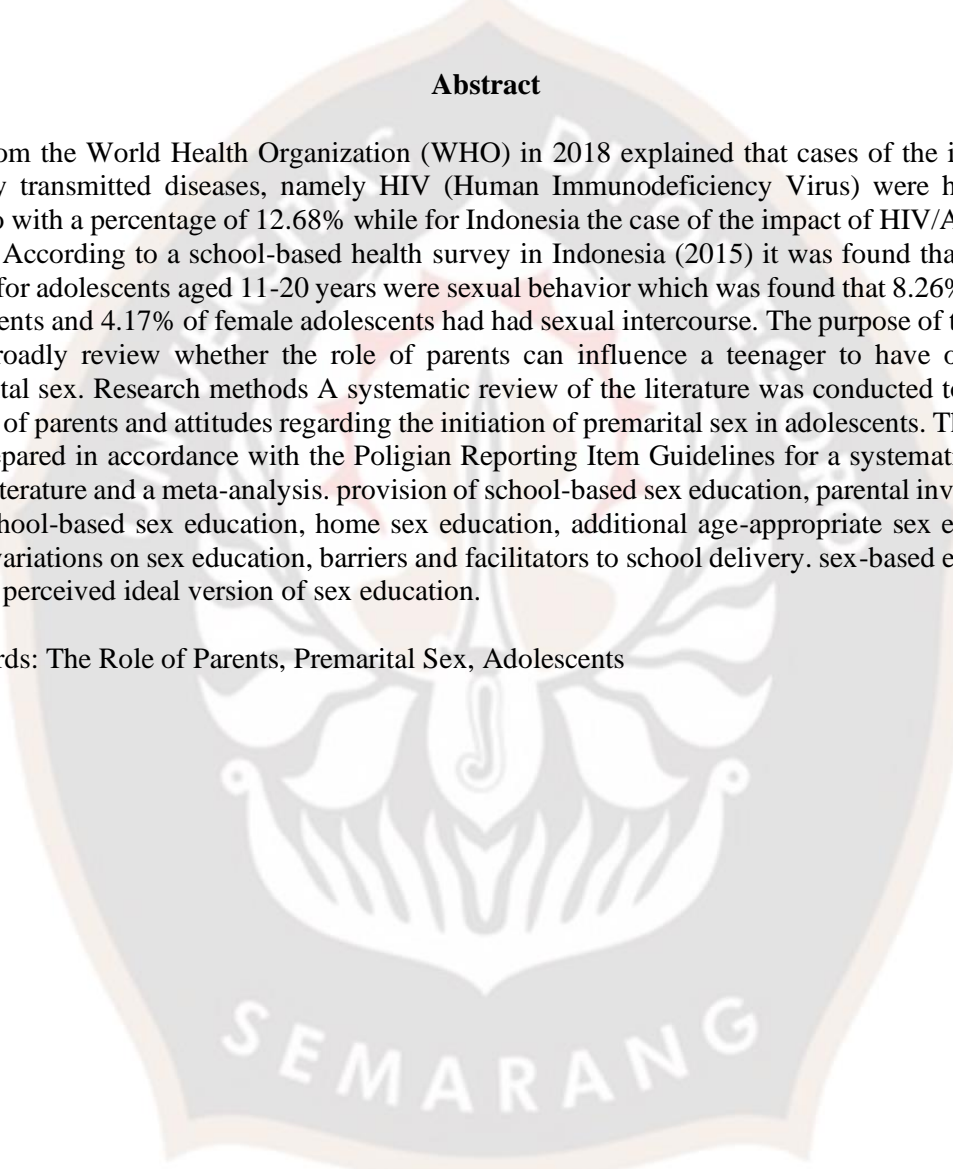 Abstract
om the World Health Organization (WHO) in 2018 explained that cases of the i
y transmitted diseases, namely HIV (Human Immunodeficiency Virus) were h
o with a percentage of 12.68% while for Indonesia the case of the impact of HIV/A
According to a school-based health survey in Indonesia (2015) it was found tha
for adolescents aged 11-20 years were sexual behavior which was found that 8.26%
ents and 4.17% of female adolescents had had sexual intercourse. The purpose of t
roadly review whether the role of parents can influence a teenager to have o
tal sex. Research methods A systematic review of the literature was conducted to
of parents and attitudes regarding the initiation of premarital sex in adolescents. Th
epared in accordance with the Poligian Reporting Item Guidelines for a systemati
iterature and a meta-analysis. provision of school-based sex education, parental inv
chool-based sex education, home sex education, additional age-appropriate sex e
variations on sex education, barriers and facilitators to school delivery. sex-based e
perceived ideal version of sex education.
rds: The Role of Parents, Premarital Sex, Adolescents
UNIVERSITAS DIPONEGORO
SEMARANG